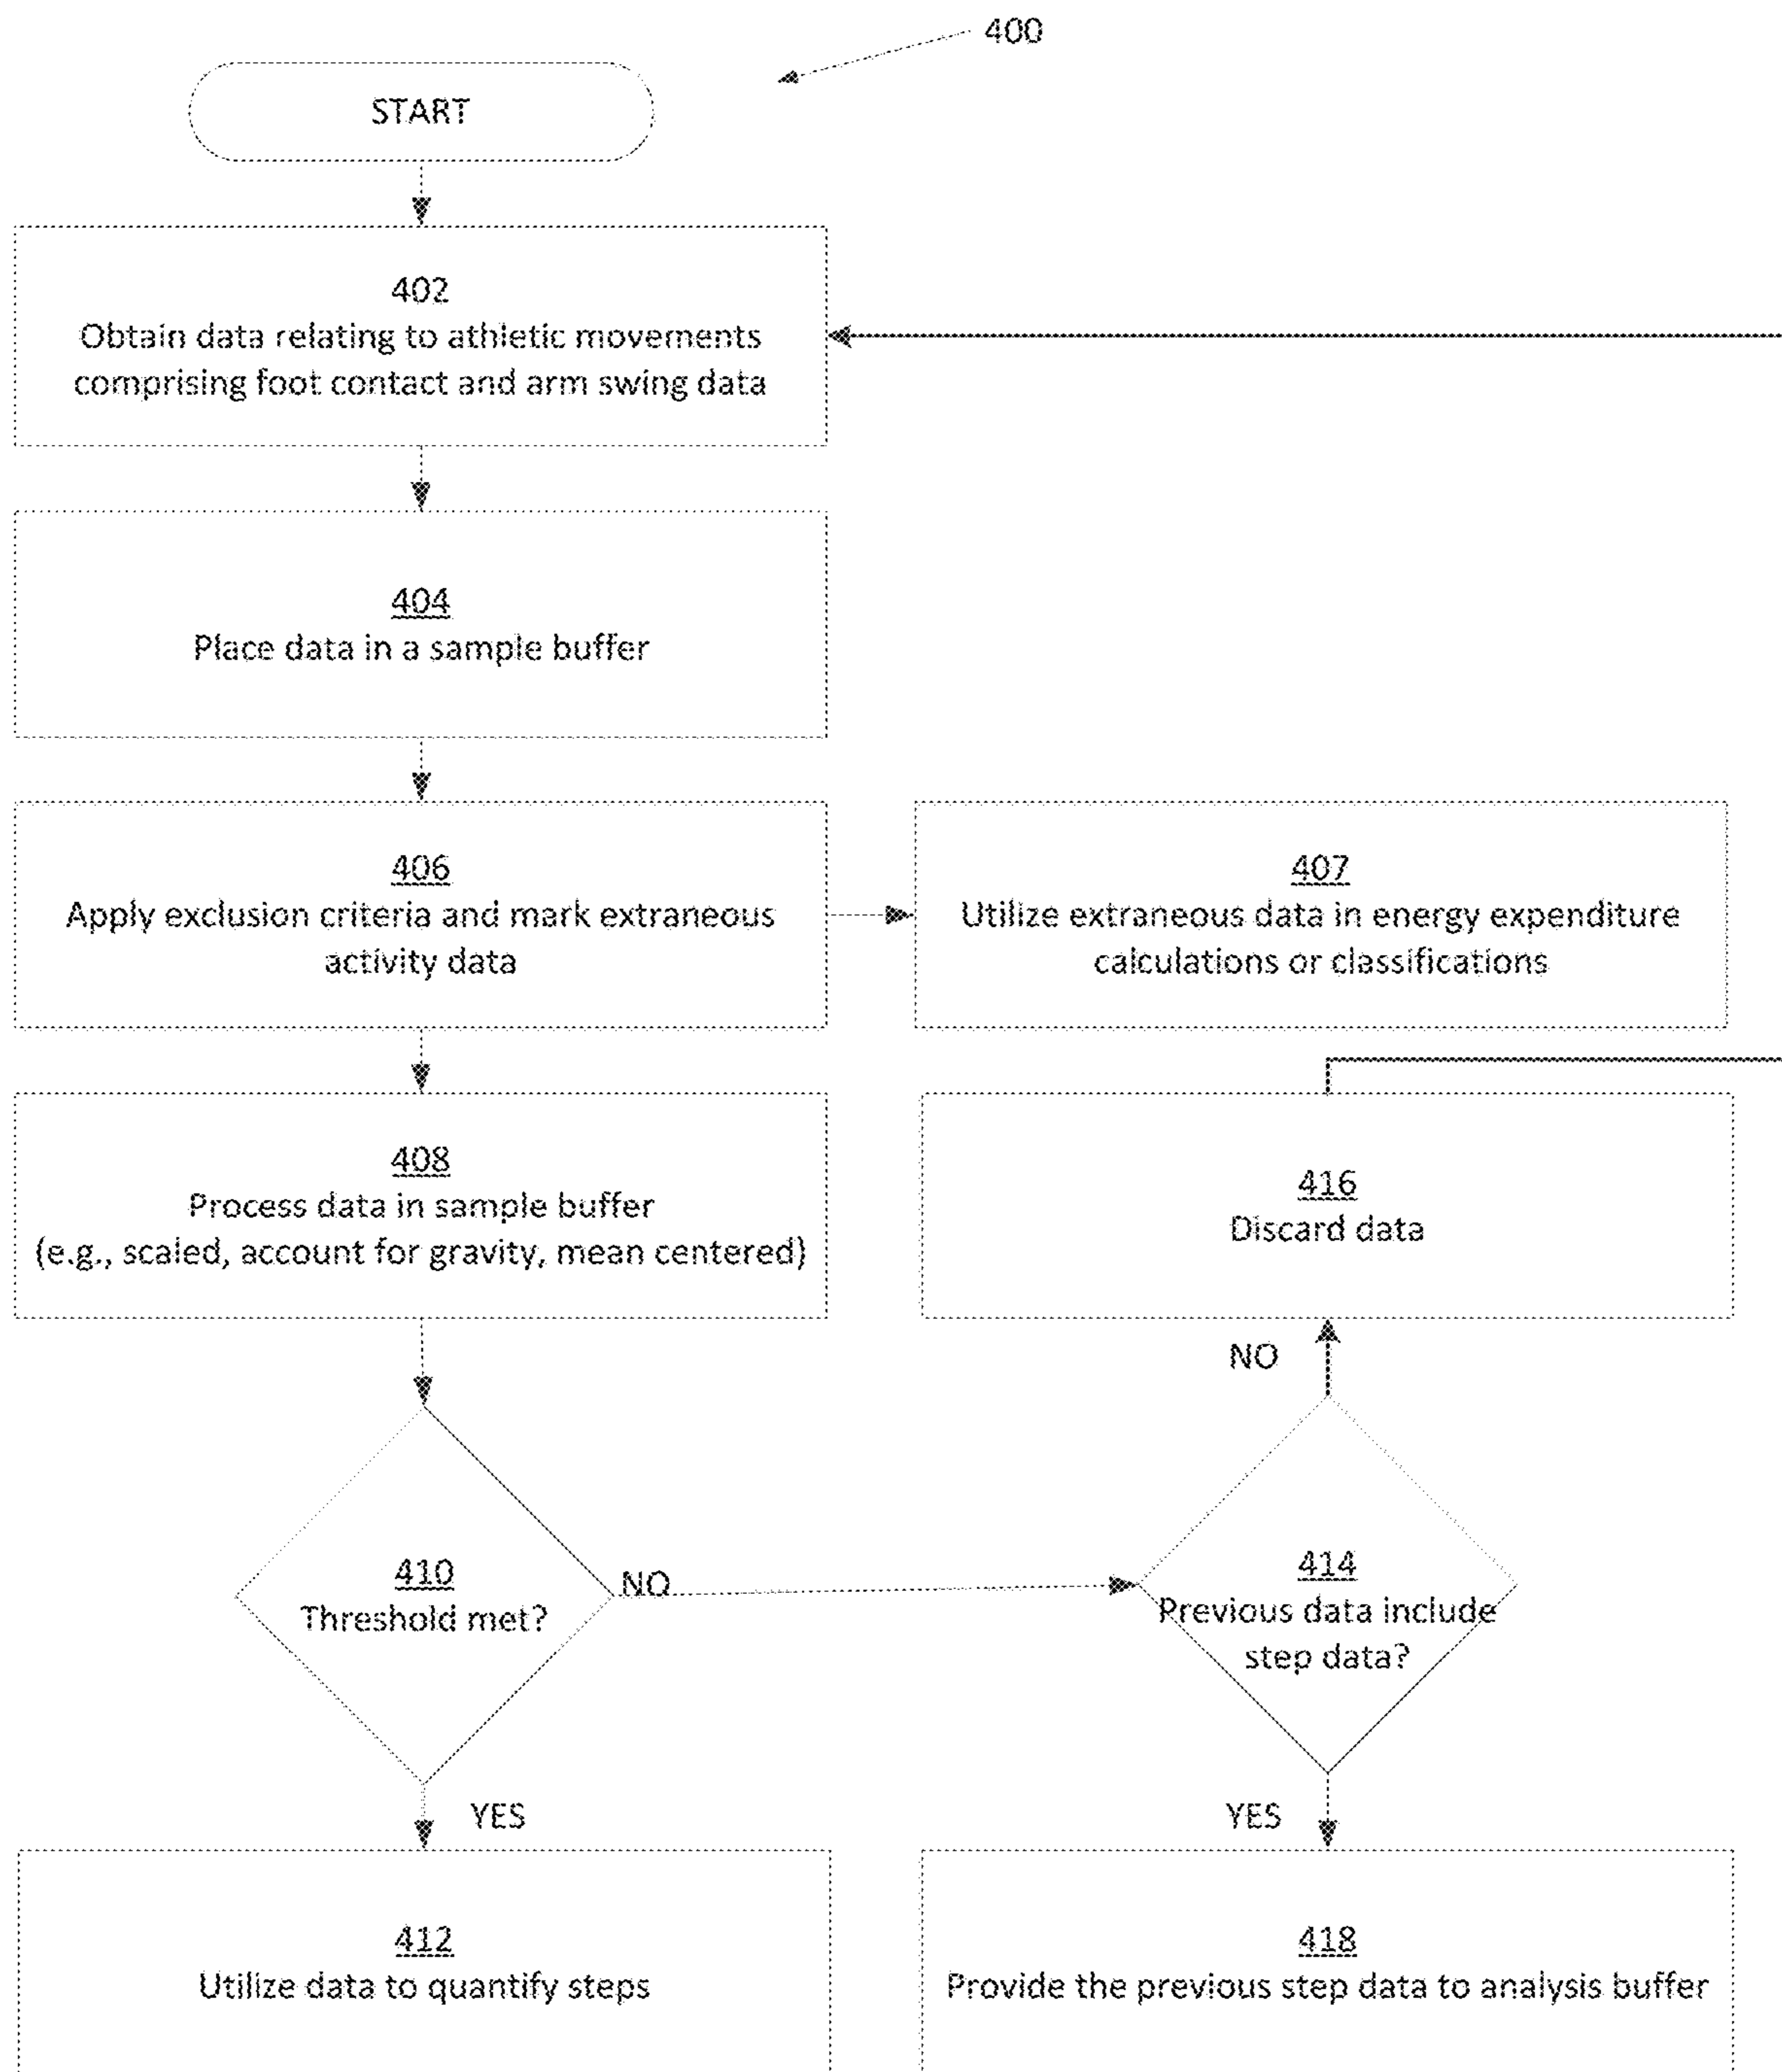 400
START
402
Obtain data relating to athletic movements
comprising foot contact and arm swing data
404
Place data in a sample buffer
406
Apply exclusion criteria and mark extraneous
activity data
407
Utilize extraneous data in energy expenditure
calculations or classifications
408
Process data in sample buffer
(e.g., scaled, account for gravity, mean centered)
416
Discard data
NO
410
Threshold met?
NO
414
Previous data include
step data?
YES
YES
412
Utilize data to quantify steps
418
Provide the previous step data to analysis buffer